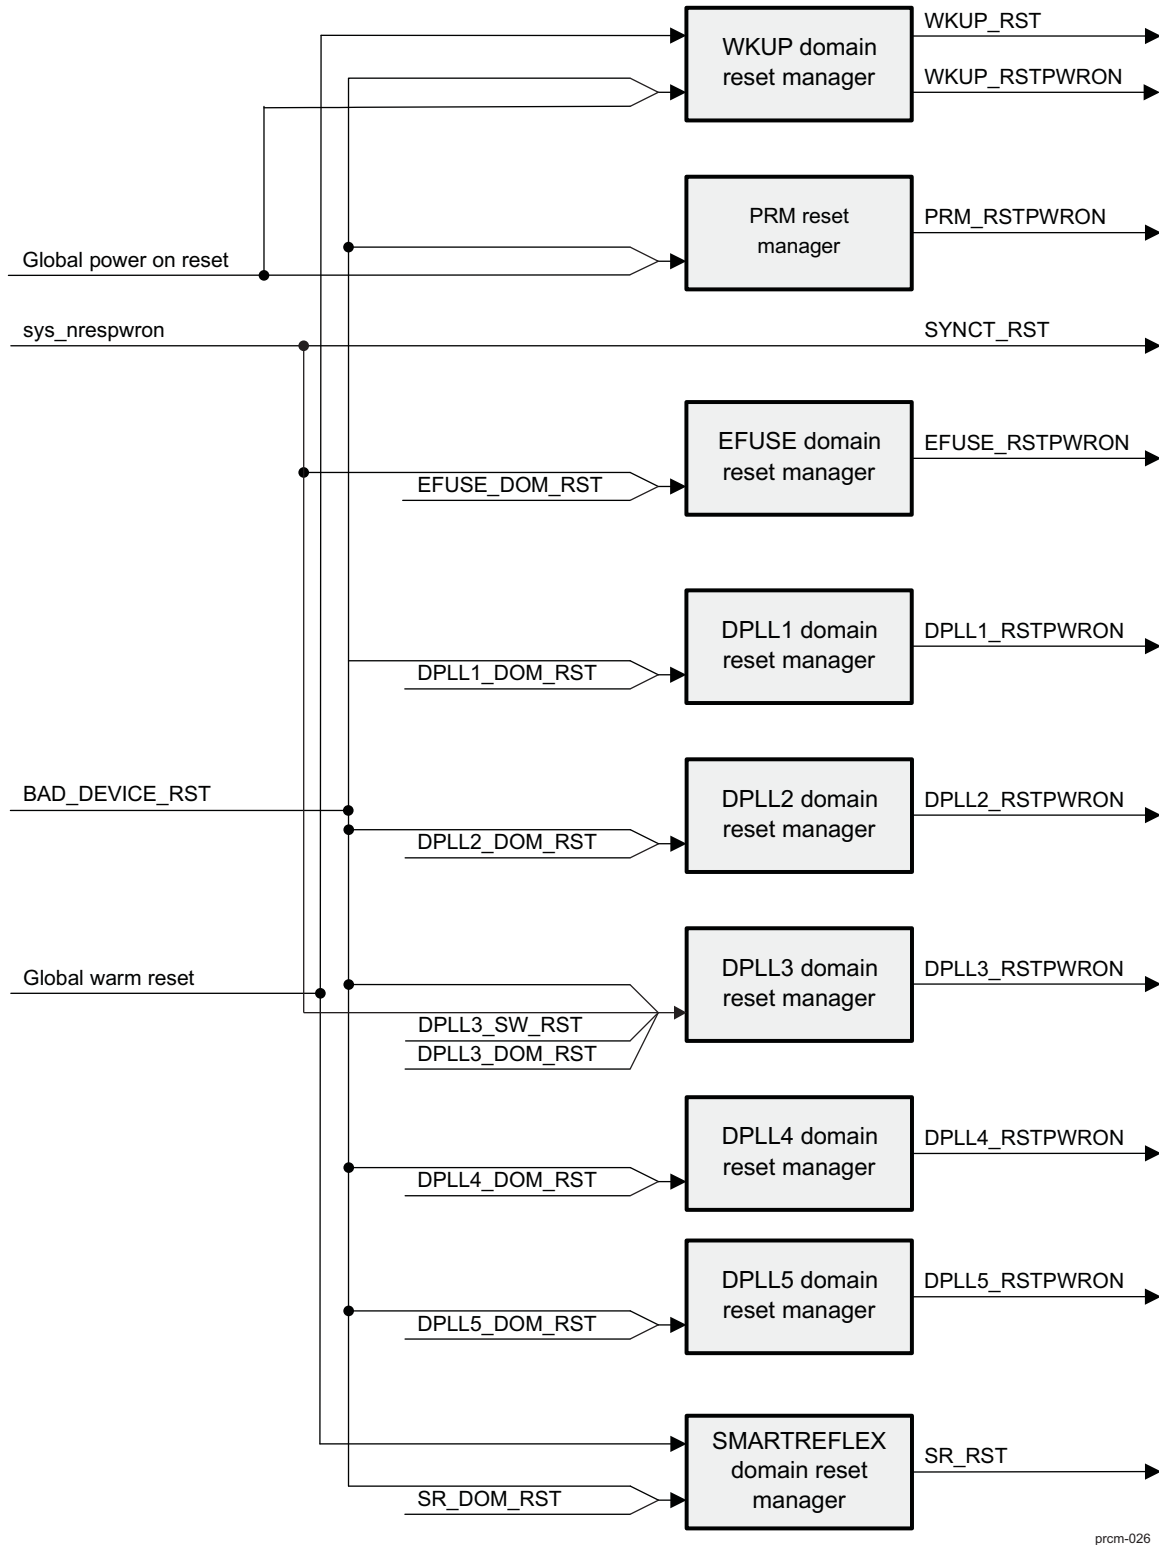 WKUP domain
reset manager
WKUP_RST
WKUP_RSTPWRON
PRM reset
manager
PRM_RSTPWRON
Global power on reset
sys_nrespwron
SYNCT_RST
EFUSE domain
reset manager
EFUSE_RSTPWRON
EFUSE_DOM_RST
DPLL1 domain
reset manager
DPLL1_RSTPWRON
DPLL1_DOM_RST
BAD_DEVICE_RST
DPLL2 domain
reset manager
DPLL2_RSTPWRON
DPLL2_DOM_RST
Global warm reset
DPLL3 domain
reset manager
DPLL3_RSTPWRON
DPLL3_SW_RST
DPLL3_DOM_RST
DPLL4 domain
reset manager
DPLL4_RSTPWRON
DPLL4_DOM_RST
DPLL5 domain
reset manager
DPLL5_RSTPWRON
DPLL5_DOM_RST
SMARTREFLEX
domain reset
manager
SR_RST
SR_DOM_RST
prcm-026